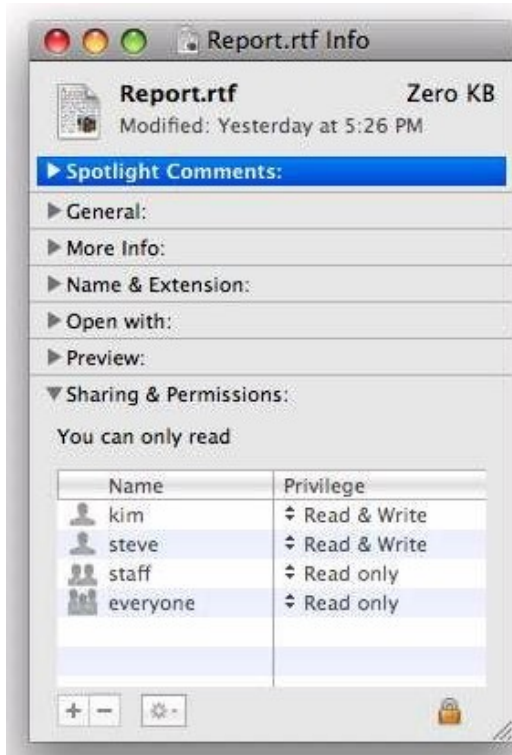 Report.rtf Info
Report.rtf Zero KB
Modified: Yesterday at 5:26 PM
Spotlight Comments:
General:
More Info:
Name & Extension:
Open with:
Preview:
Sharing & Permissions:
You can only read
Name Privilege
kim Read & Write
steve Read & Write
staff Read only
everyone Read only